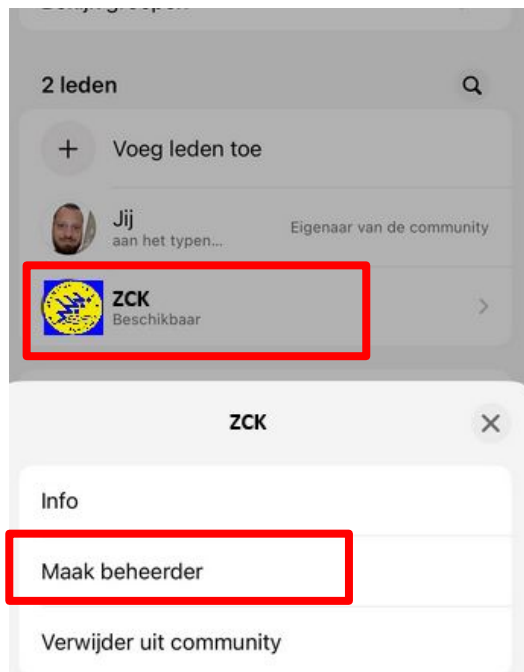 2 leden
Voeg leden toe
Jij
aan het typen...
Eigenaar van de community
ZCK
Beschikbaar
ZCK
Info
Maak beheerder
Verwijder uit community